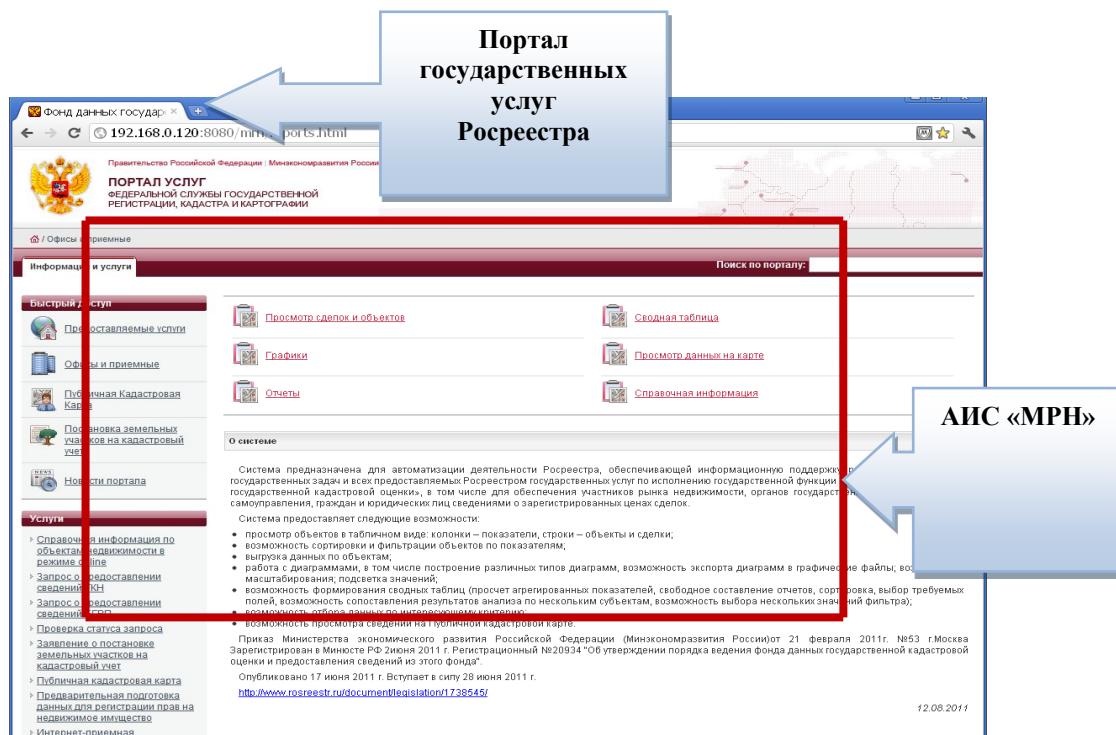 Портал
государственных
услуг
Росреестра
Фонд данных государ
192.168.0.120:8080/mrn ports.html
Правительство Российской Федерации | Минэкономразвития России
ПОРТАЛ УСЛУГ
ФЕДЕРАЛЬНОЙ СЛУЖБЫ ГОСУДАРСТВЕННОЙ
РЕГИСТРАЦИИ, КАДАСТРА И КАРТОГРАФИИ
/ Офисы и приемные
Информация и услуги
Поиск по порталу:
Быстрый доступ
Предоставляемые услуги
Офисы и приемные
Публичная Кадастровая
Карта
Постановка земельных
участков на кадастровый
учет
NEWS
Новости портала
Услуги
Справочная информация по
объектам недвижимости в
режиме online
Запрос о предоставлении
сведений ГКН
Запрос о предоставлении
сведений ЕГРП
Проверка статуса запроса
Заявление о постановке
земельных участков на
кадастровый учет
Публичная кадастровая карта
Предварительная подготовка
данных для регистрации прав на
недвижимое имущество
Интернет-приемная
Просмотр сделок и объектов
Сводная таблица
Графики
Просмотр данных на карте
Отчеты
Справочная информация
АИС «МРН»
О системе
Система предназначена для автоматизации деятельности Росреестра, обеспечивающей информационную поддержку
государственных задач и всех предоставляемых Росреестром государственных услуг по исполнению государственной функции
государственной кадастровой оценки», в том числе для обеспечения участников рынка недвижимости, органов государстве
самоуправления, граждан и юридических лиц сведениями о зарегистрированных ценах сделок.
Система предоставляет следующие возможности:
• просмотр объектов в табличном виде: колонки – показатели, строки – объекты и сделки;
• возможность сортировки и фильтрации объектов по показателям;
• выгрузка данных по объектам;
• работа с диаграммами, в том числе построение различных типов диаграмм, возможность экспорта диаграмм в графические файлы; во
масштабирования; подсветка значений;
• возможность формирования сводных таблиц (просчет агрегированных показателей, свободное составление отчетов, сортировка, выбор требуемых
полей, возможность сопоставления результатов анализа по нескольким субъектам, возможность выбора нескольких значений фильтра);
• возможность отбора данных по интересующему критерию;
• возможность просмотра сведений на Публичной кадастровой карте.
Приказ Министерства экономического развития Российской Федерации (Минэкономразвития России)от 21 февраля 2011г. №53 г.Москва
Зарегистрирован в Минюсте РФ 2июня 2011 г. Регистрационный №20934 "Об утверждении порядка ведения фонда данных государственной кадастровой
оценки и предоставления сведений из этого фонда".
Опубликовано 17 июня 2011 г. Вступает в силу 28 июня 2011 г.
http://www.rosreestr.ru/document/legislation/1738545/
12.08.2011